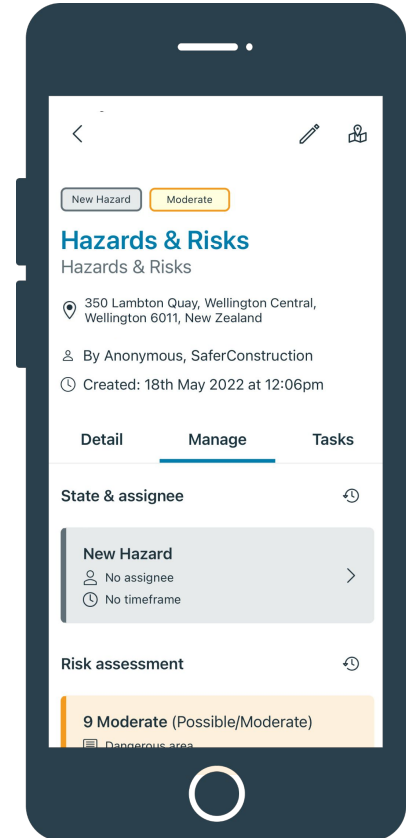 New Hazard Moderate
Hazards & Risks
Hazards & Risks
350 Lambton Quay, Wellington Central,
Wellington 6011, New Zealand
By Anonymous, SaferConstruction
Created: 18th May 2022 at 12:06pm
Detail Manage Tasks
State & assignee
New Hazard
No assignee
No timeframe
Risk assessment
9 Moderate (Possible/Moderate)
Dangerous area